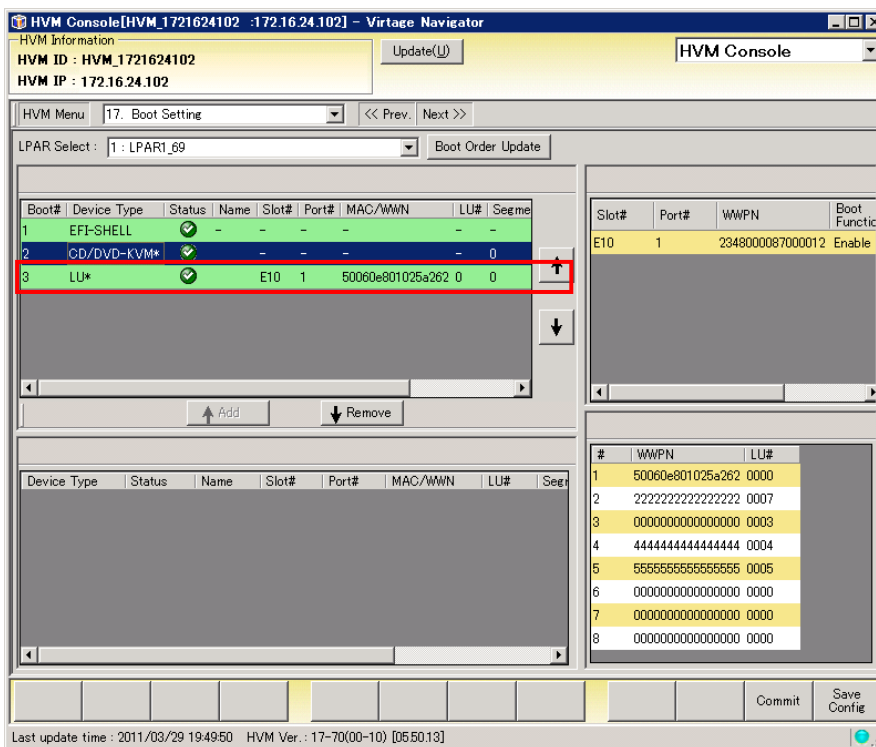 HVM Console[HVM_1721624102 :172.16.24.102] - Virtage Navigator
HVM Information
HVM ID : HVM_1721624102
HVM IP : 172.16.24.102
Update(U)
HVM Console
HVM Menu 17. Boot Setting << Prev. Next >>
LPAR Select : 1 : LPAR1_69 Boot Order Update
Boot# Device Type Status Name Slot# Port# MAC/WWN LU# Segme
1 EFI-SHELL - - - - - -
2 CD/DVD-KVM* - - - - 0
3 LU* E10 1 50060e801025a262 0 0
Add Remove
Device Type Status Name Slot# Port# MAC/WWN LU# Segr
Slot# Port# WWPN Boot Functic
E10 1 2348000087000012 Enable
# WWPN LU#
1 50060e801025a262 0000
2 2222222222222222 0007
3 0000000000000000 0003
4 4444444444444444 0004
5 5555555555555555 0005
6 0000000000000000 0000
7 0000000000000000 0000
8 0000000000000000 0000
Commit Save Config
Last update time : 2011/03/29 19:49:50 HVM Ver. : 17-70(00-10) [05.50.13]